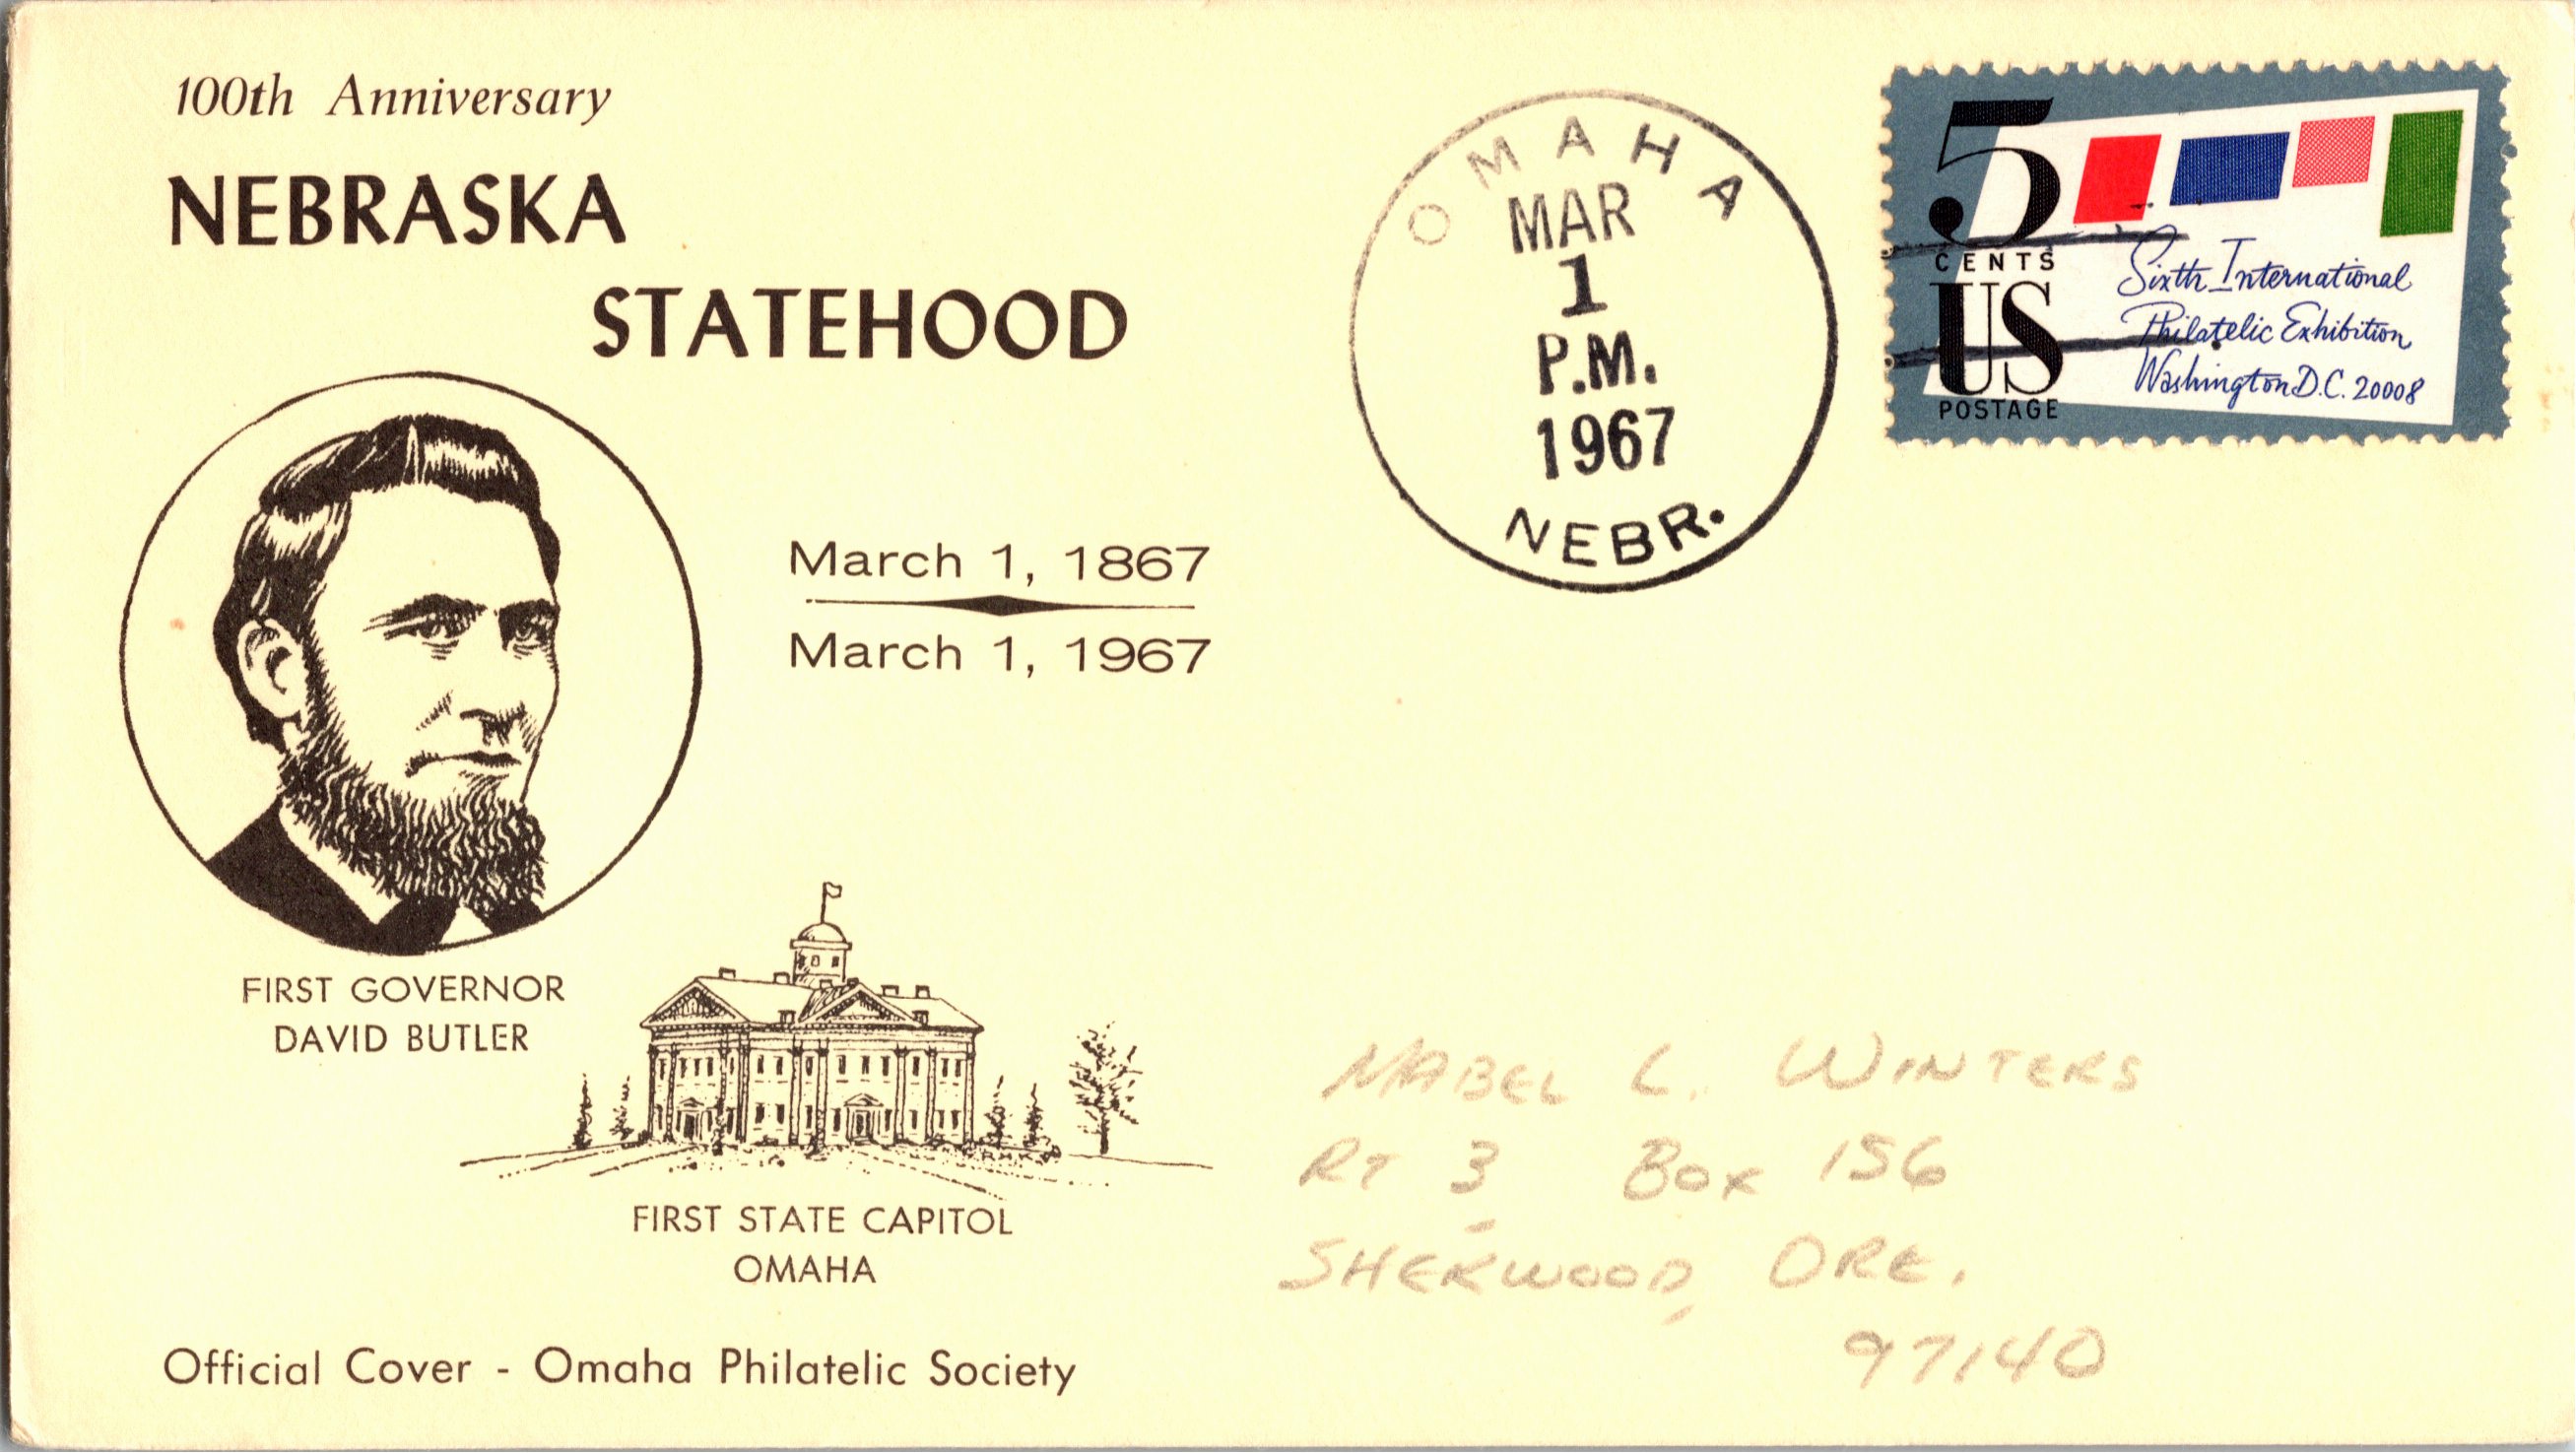 100th Anniversary
NEBRASKA
STATEHOOD
March 1, 1867
March 1, 1967
FIRST GOVERNOR
DAVID BUTLER
FIRST STATE CAPITOL
OMAHA
Official Cover - Omaha Philatelic Society
OMAHA
MAR
1
P.M.
1967
NEBR.
5
CENTS
US
POSTAGE
Sixth International
Philatelic Exhibition
Washington D.C. 20008
MABEL L. WINTERS
RT 3 BOX 156
SHERWOOD, ORE.
97140